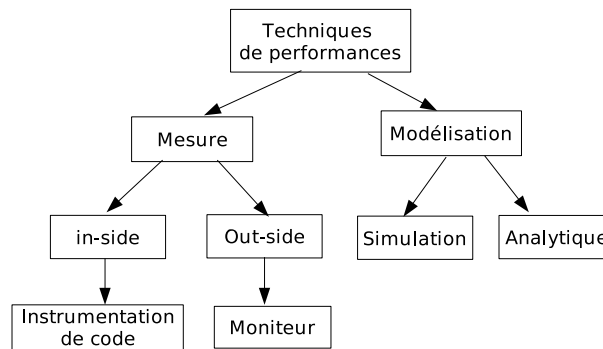 Techniques
de performances
Mesure
Modélisation
in-side
Out-side
Simulation
Analytique
Instrumentation
de code
Moniteur